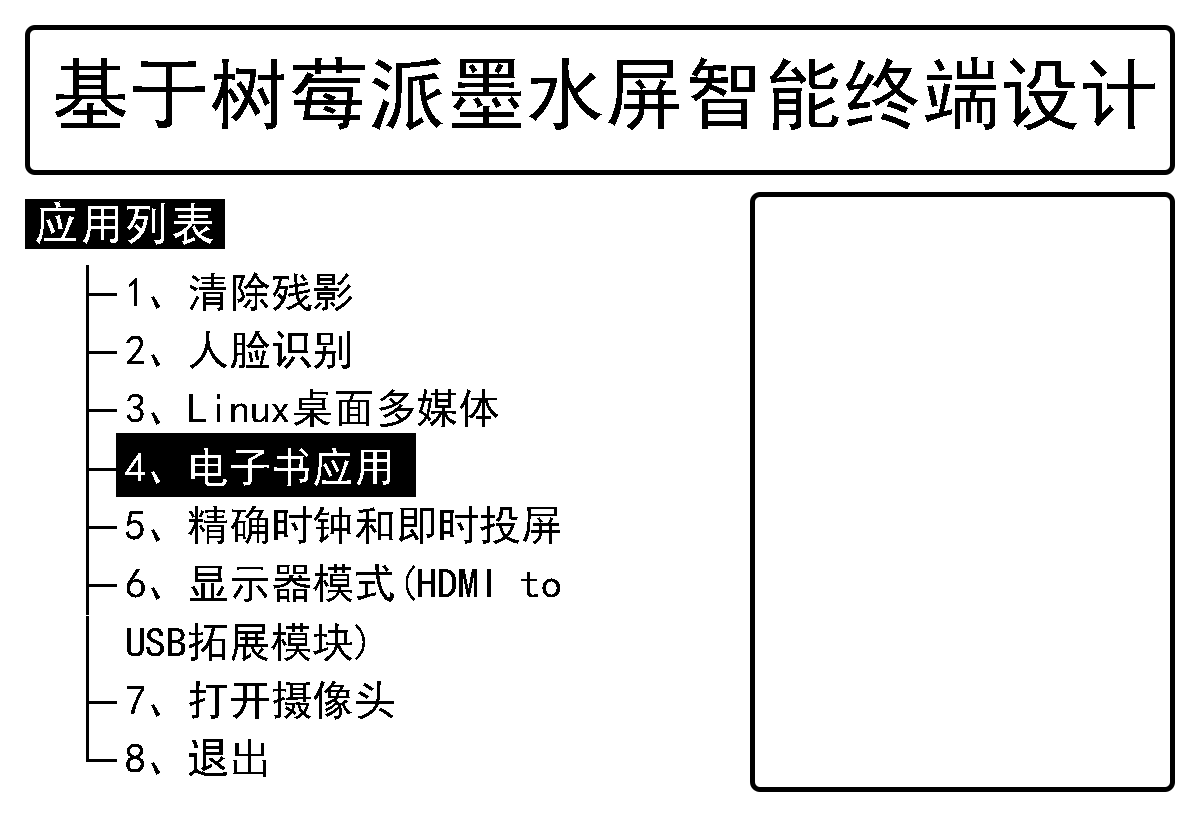 基于树莓派墨水屏智能终端设计
应用列表
1、清除残影
2、人脸识别
3、Linux桌面多媒体
4、电子书应用
5、精确时钟和即时投屏
6、显示器模式(HDMI to
USB拓展模块)
7、打开摄像头
8、退出